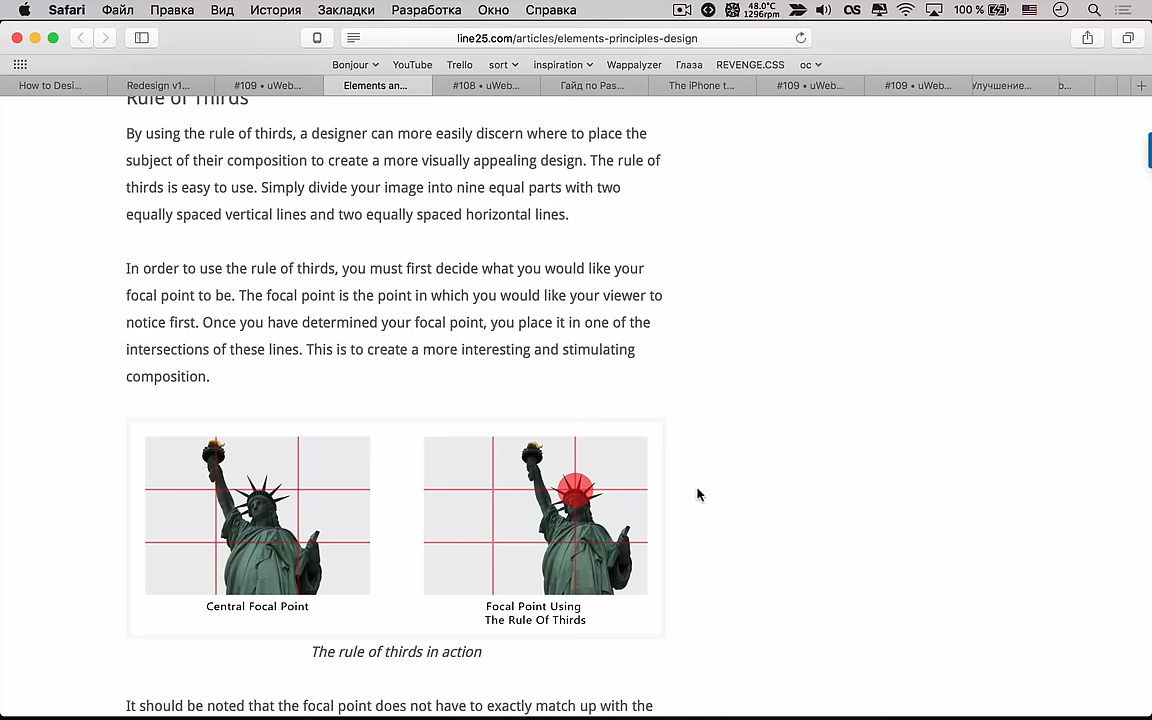 Safari Файл Правка Вид История Закладки Разработка Окно Справка 48.0°C 1296rpm 100 %
line25.com/articles/elements-principles-design
Bonjour YouTube Trello sort inspiration Wappalyzer Глаза REVENGE.CSS ос
How to Desi... Redesign v1... #109 • uWeb... Elements an... #108 • uWeb... Гайд по Pas... The iPhone t... #109 • uWeb... #109 • uWeb... Улучшение... b...
Rule of Thirds
By using the rule of thirds, a designer can more easily discern where to place the
subject of their composition to create a more visually appealing design. The rule of
thirds is easy to use. Simply divide your image into nine equal parts with two
equally spaced vertical lines and two equally spaced horizontal lines.
In order to use the rule of thirds, you must first decide what you would like your
focal point to be. The focal point is the point in which you would like your viewer to
notice first. Once you have determined your focal point, you place it in one of the
intersections of these lines. This is to create a more interesting and stimulating
composition.
Central Focal Point
Focal Point Using
The Rule Of Thirds
The rule of thirds in action
It should be noted that the focal point does not have to exactly match up with the